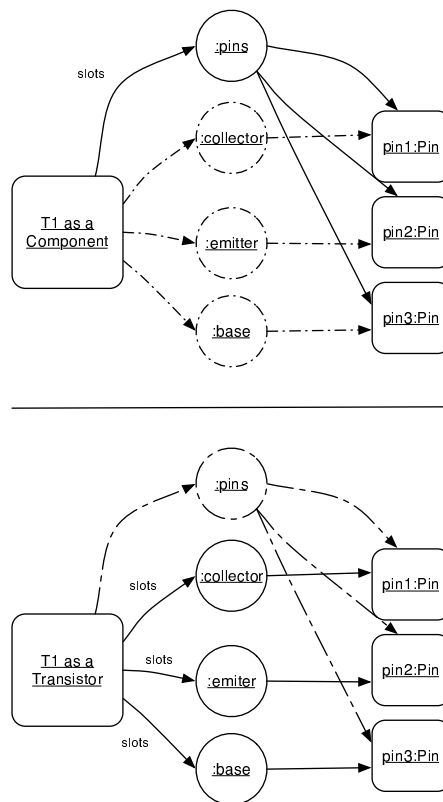 :pins
slots
:collector
pin1:Pin
T1 as a
Component
pin2:Pin
:emitter
pin3:Pin
:base
:pins
:collector
slots
pin1:Pin
T1 as a
Transistor
slots
:emiter
pin2:Pin
slots
pin3:Pin
:base